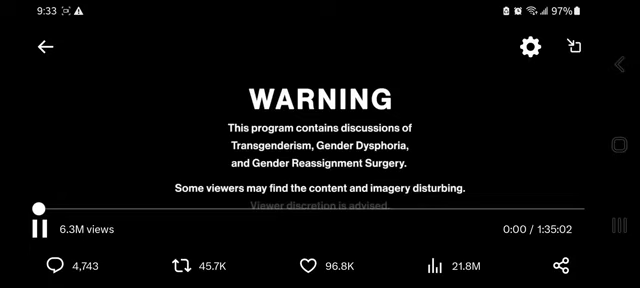 9:33
97%
WARNING
This program contains discussions of
Transgenderism, Gender Dysphoria,
and Gender Reassignment Surgery.
Some viewers may find the content and imagery disturbing.
Viewer discretion is advised.
6.3M views
0:00 / 1:35:02
4,743
45.7K
96.8K
21.8M